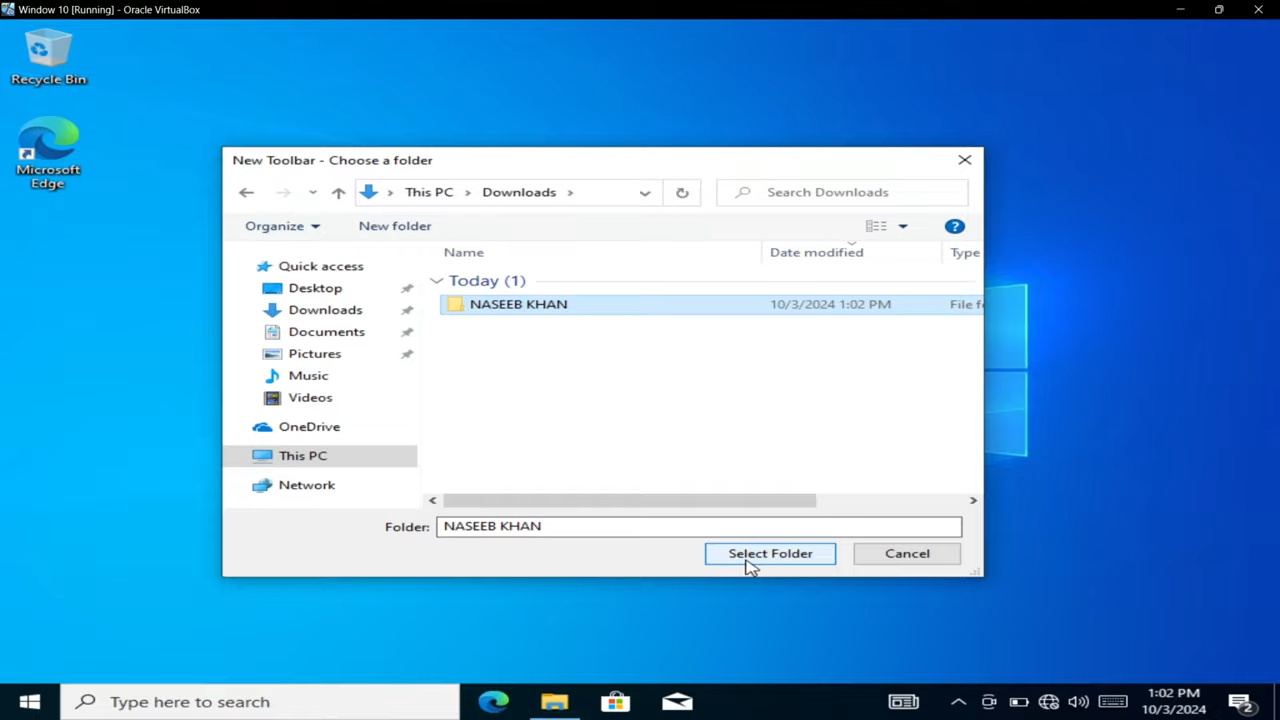 Window 10 [Running] - Oracle VirtualBox
Recycle Bin
Microsoft
Edge
New Toolbar - Choose a folder
This PC > Downloads >
Search Downloads
Organize
New folder
Name
Date modified
Type
Quick access
Desktop
Downloads
Documents
Pictures
Music
Videos
OneDrive
This PC
Network
Today (1)
NASEEB KHAN
10/3/2024 1:02 PM
File f
Folder:
NASEEB KHAN
Select Folder
Cancel
Type here to search
1:02 PM
10/3/2024
2